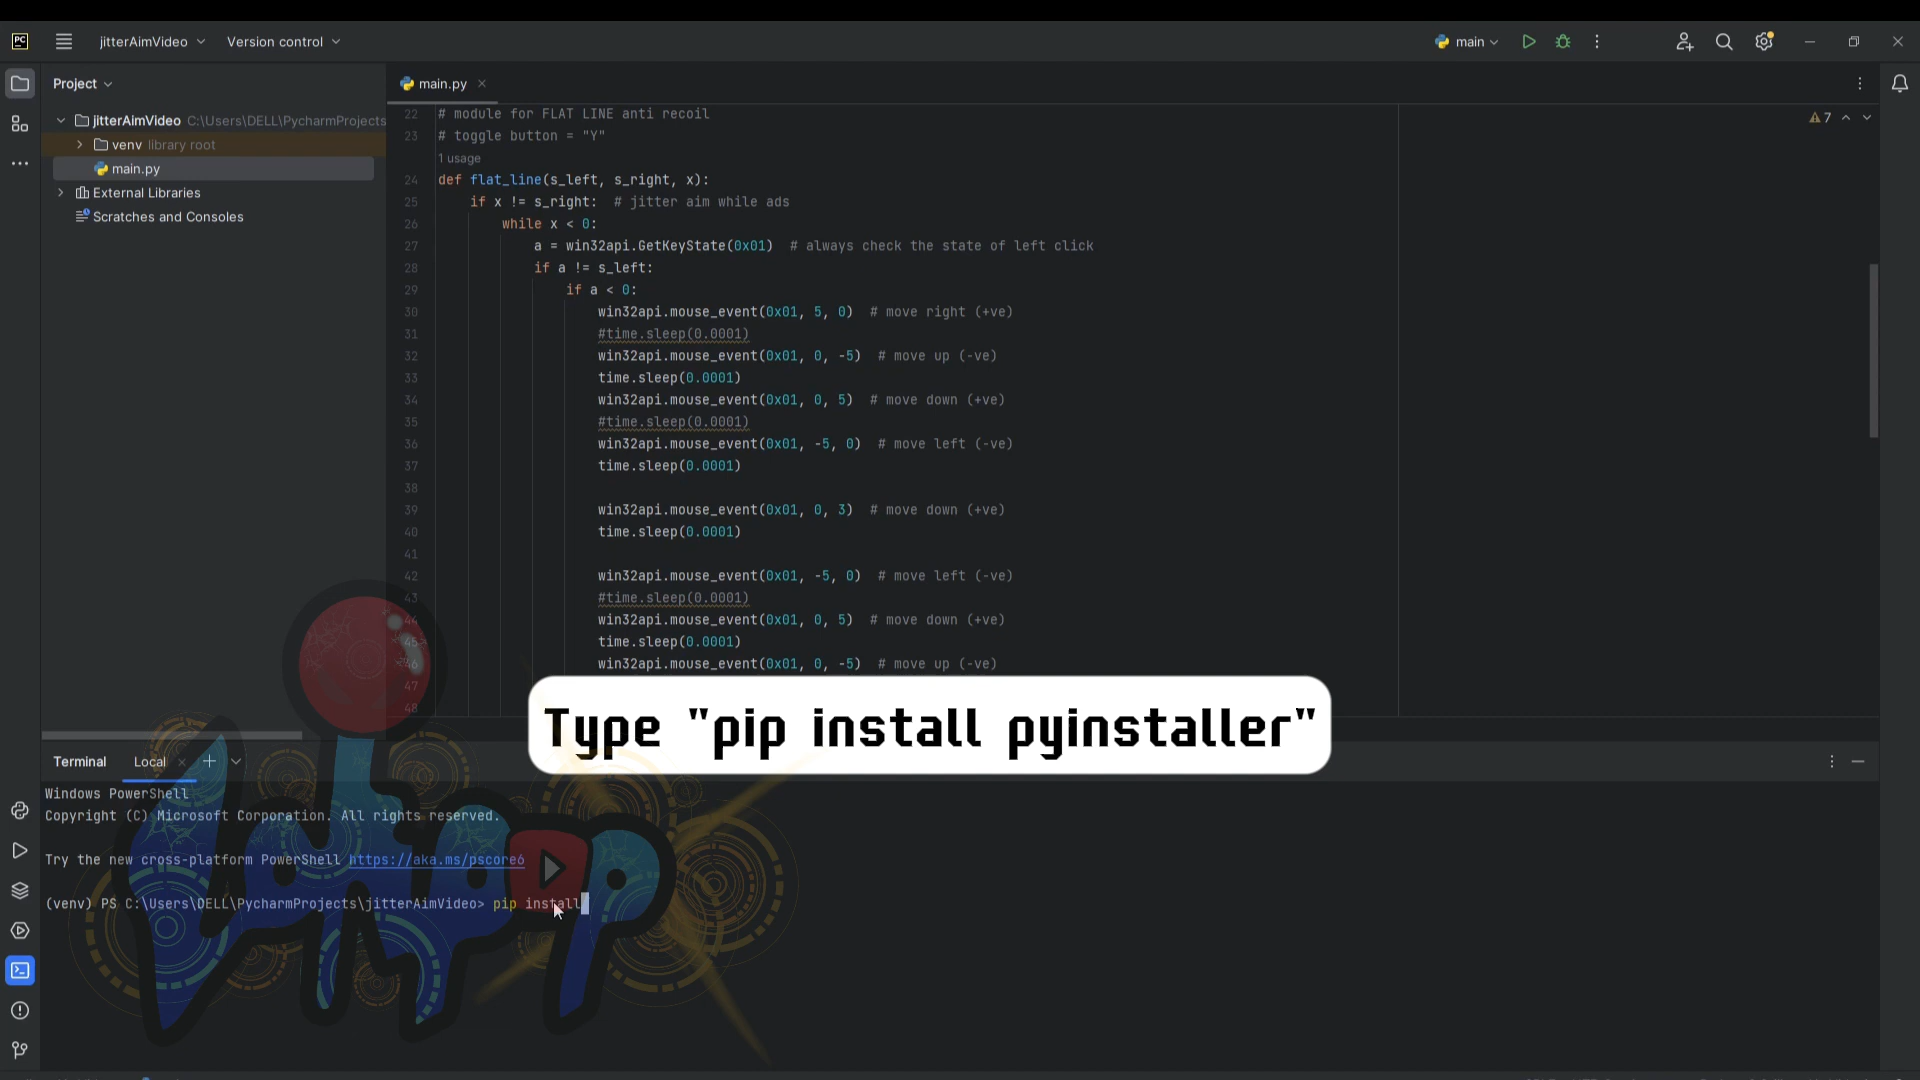 PC jitterAimVideo Version control main
Project
main.py
jitterAimVideo C:\Users\DELL\PycharmProjects
venv library root
main.py
External Libraries
Scratches and Consoles
7
22 # module for FLAT LINE anti recoil
23 # toggle button = "Y"
1 usage
24 def flat_line(s_left, s_right, x):
25 if x != s_right: # jitter aim while ads
26 while x < 0:
27 a = win32api.GetKeyState(0x01) # always check the state of left click
28 if a != s_left:
29 if a < 0:
30 win32api.mouse_event(0x01, 5, 0) # move right (+ve)
31 #time.sleep(0.0001)
32 win32api.mouse_event(0x01, 0, -5) # move up (-ve)
33 time.sleep(0.0001)
34 win32api.mouse_event(0x01, 0, 5) # move down (+ve)
35 #time.sleep(0.0001)
36 win32api.mouse_event(0x01, -5, 0) # move left (-ve)
37 time.sleep(0.0001)
38
39 win32api.mouse_event(0x01, 0, 3) # move down (+ve)
40 time.sleep(0.0001)
41
42 win32api.mouse_event(0x01, -5, 0) # move left (-ve)
43 #time.sleep(0.0001)
44 win32api.mouse_event(0x01, 0, 5) # move down (+ve)
45 time.sleep(0.0001)
46 win32api.mouse_event(0x01, 0, -5) # move up (-ve)
47
48
Type "pip install pyinstaller"
Terminal Local
Windows PowerShell
Copyright (C) Microsoft Corporation. All rights reserved.
Try the new cross-platform PowerShell https://aka.ms/pscore6
(venv) PS C:\Users\DELL\PycharmProjects\jitterAimVideo> pip install